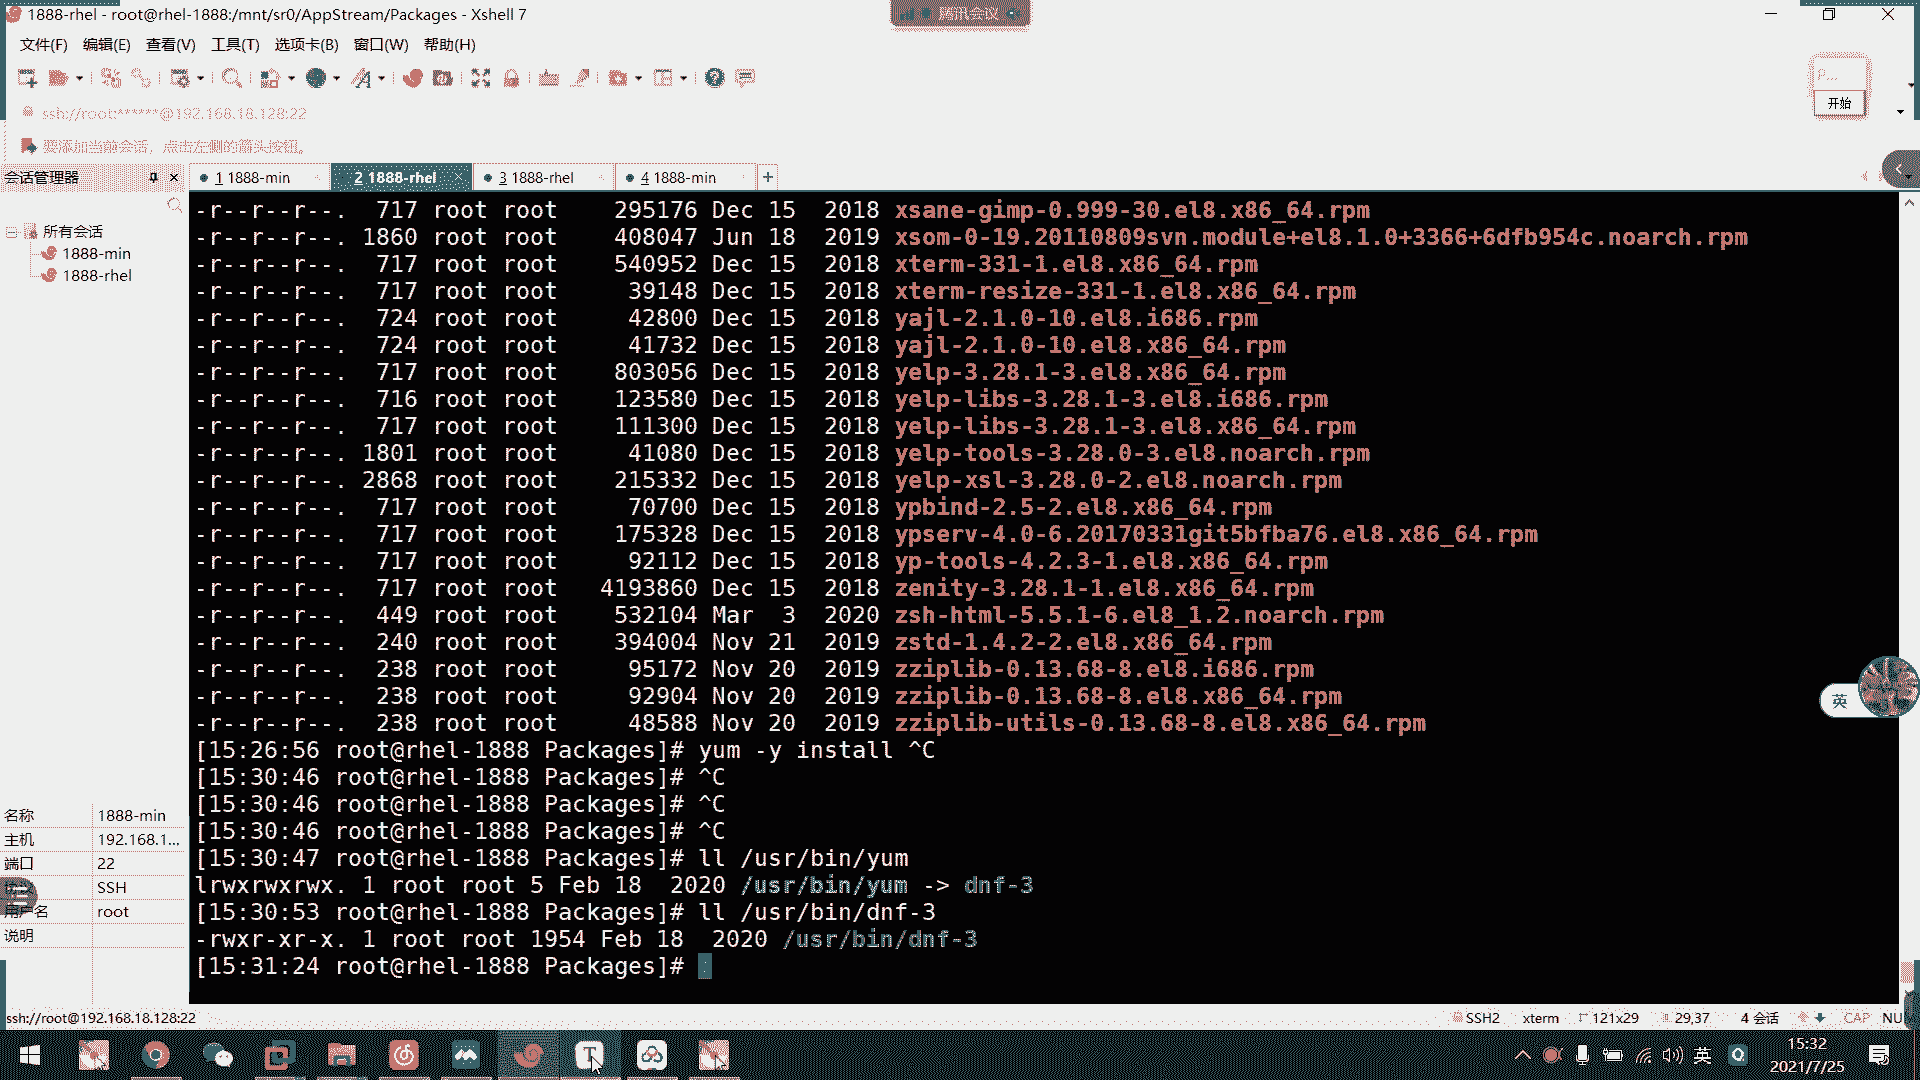 1888-rhel - root@rhel-1888:/mnt/sr0/AppStream/Packages - Xshell 7
腾讯会议
文件(F) 编辑(E) 查看(V) 工具(T) 选项卡(B) 窗口(W) 帮助(H)
P...
开始
ssh://root:******@192.168.18.128:22
要添加当前会话，点击左侧的箭头按钮。
会话管理器
1 1888-min
2 1888-rhel
3 1888-rhel
4 1888-min
所有会话
1888-min
1888-rhel
-r--r--r--. 717 root root 295176 Dec 15 2018 xsane-gimp-0.999-30.el8.x86_64.rpm
-r--r--r--. 1860 root root 408047 Jun 18 2019 xsom-0-19.20110809svn.module+el8.1.0+3366+6dfb954c.noarch.rpm
-r--r--r--. 717 root root 540952 Dec 15 2018 xterm-331-1.el8.x86_64.rpm
-r--r--r--. 717 root root 39148 Dec 15 2018 xterm-resize-331-1.el8.x86_64.rpm
-r--r--r--. 724 root root 42800 Dec 15 2018 yajl-2.1.0-10.el8.i686.rpm
-r--r--r--. 724 root root 41732 Dec 15 2018 yajl-2.1.0-10.el8.x86_64.rpm
-r--r--r--. 717 root root 803056 Dec 15 2018 yelp-3.28.1-3.el8.x86_64.rpm
-r--r--r--. 716 root root 123580 Dec 15 2018 yelp-libs-3.28.1-3.el8.i686.rpm
-r--r--r--. 717 root root 111300 Dec 15 2018 yelp-libs-3.28.1-3.el8.x86_64.rpm
-r--r--r--. 1801 root root 41080 Dec 15 2018 yelp-tools-3.28.0-3.el8.noarch.rpm
-r--r--r--. 2868 root root 215332 Dec 15 2018 yelp-xsl-3.28.0-2.el8.noarch.rpm
-r--r--r--. 717 root root 70700 Dec 15 2018 ypbind-2.5-2.el8.x86_64.rpm
-r--r--r--. 717 root root 175328 Dec 15 2018 ypserv-4.0-6.20170331git5bfba76.el8.x86_64.rpm
-r--r--r--. 717 root root 92112 Dec 15 2018 yp-tools-4.2.3-1.el8.x86_64.rpm
-r--r--r--. 717 root root 4193860 Dec 15 2018 zenity-3.28.1-1.el8.x86_64.rpm
-r--r--r--. 449 root root 532104 Mar 3 2020 zsh-html-5.5.1-6.el8_1.2.noarch.rpm
-r--r--r--. 240 root root 394004 Nov 21 2019 zstd-1.4.2-2.el8.x86_64.rpm
-r--r--r--. 238 root root 95172 Nov 20 2019 zziplib-0.13.68-8.el8.i686.rpm
-r--r--r--. 238 root root 92904 Nov 20 2019 zziplib-0.13.68-8.el8.x86_64.rpm
-r--r--r--. 238 root root 48588 Nov 20 2019 zziplib-utils-0.13.68-8.el8.x86_64.rpm
[15:26:56 root@rhel-1888 Packages]# yum -y install ^C
[15:30:46 root@rhel-1888 Packages]# ^C
[15:30:46 root@rhel-1888 Packages]# ^C
[15:30:46 root@rhel-1888 Packages]# ^C
[15:30:47 root@rhel-1888 Packages]# ll /usr/bin/yum
lrwxrwxrwx. 1 root root 5 Feb 18 2020 /usr/bin/yum -> dnf-3
[15:30:53 root@rhel-1888 Packages]# ll /usr/bin/dnf-3
-rwxr-xr-x. 1 root root 1954 Feb 18 2020 /usr/bin/dnf-3
[15:31:24 root@rhel-1888 Packages]#
英
名称 1888-min
主机 192.168.1...
端口 22
SSH
用户名 root
说明
ssh://root@192.168.18.128:22
SSH2 xterm 121x29 29,37 4 会话 CAP NU
英
15:32
2021/7/25